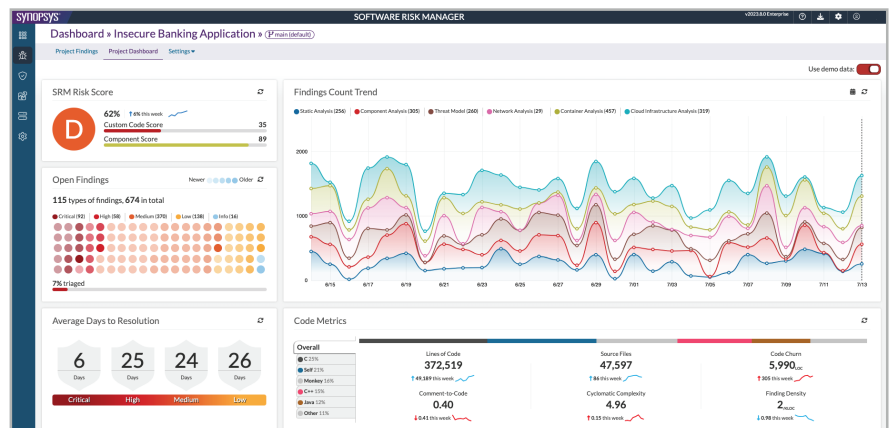 SYNOPSYS®
SOFTWARE RISK MANAGER
v2023.8.0 Enterprise
Dashboard » Insecure Banking Application » ( main (default))
Project Findings Project Dashboard Settings
Use demo data:
SRM Risk Score
D
62% 6% this week
Custom Code Score 35
Component Score 89
Findings Count Trend
Static Analysis (256) Component Analysis (305) Threat Model (260) Network Analysis (29) Container Analysis (457) Cloud Infrastructure Analysis (319)
2000
1000
0
6/15 6/17 6/19 6/21 6/23 6/25 6/27 6/29 7/01 7/03 7/05 7/07 7/09 7/11 7/13
Open Findings Newer Older
115 types of findings, 674 in total
Critical (92) High (58) Medium (370) Low (138) Info (16)
7% triaged
Average Days to Resolution
6 25 24 26
Days Days Days Days
Critical High Medium Low
Code Metrics
Overall
C 25%
Self 21%
Monkey 16%
C++ 15%
Java 12%
Other 11%
Lines of Code Source Files Code Churn
372,519 47,597 5,990 LOC
49,189 this week 86 this week 305 this week
Comment-to-Code Cyclomatic Complexity Finding Density
0.40 4.96 2 /KLOC
0.41 this week 0.15 this week 0.98 this week